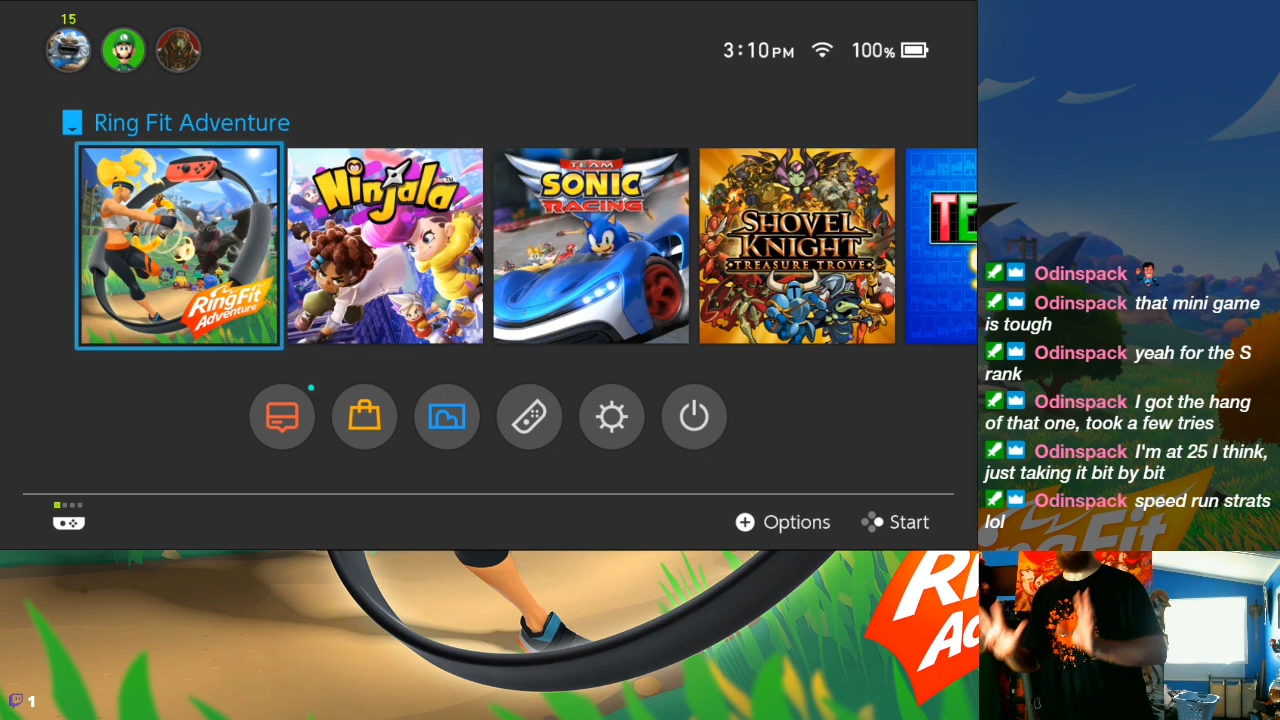 15
3:10PM
100%
Ring Fit Adventure
RingFit
Adventure
Ninjala
TEAM
SONIC
RACING
SHOVEL
KNIGHT
TREASURE TROVE
Options
Start
Odinspack
Odinspack that mini game
is tough
Odinspack yeah for the S
rank
Odinspack I got the hang
of that one, took a few tries
Odinspack I'm at 25 I think,
just taking it bit by bit
Odinspack speed run strats
lol
1